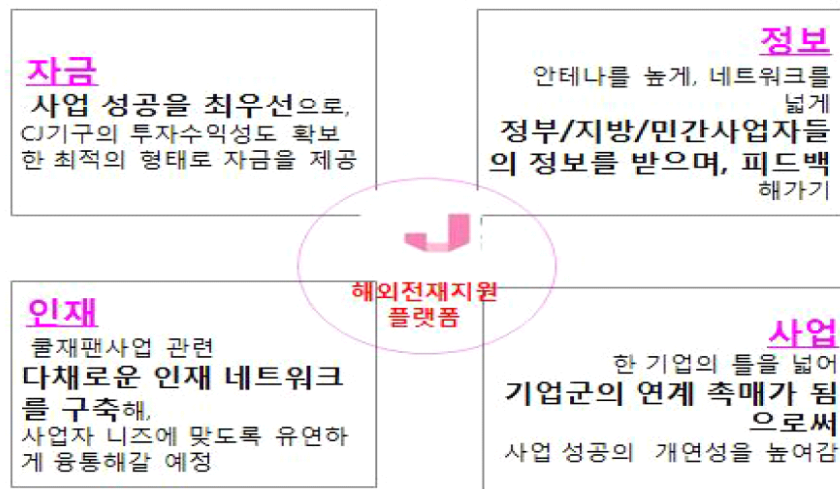 자금
사업 성공을 최우선으로,
CJ기구의 투자수익성도 확보
한 최적의 형태로 자금을 제공
정보
안테나를 높게, 네트워크를
넓게
정부/지방/민간사업자들
의 정보를 받으며, 피드백
해가기
해외전재지원
플랫폼
인재
쿨재팬사업 관련
다채로운 인재 네트워크
를 구축해,
사업자 니즈에 맞도록 유연하
게 융통해갈 예정
사업
한 기업의 틀을 넘어
기업군의 연계 촉매가 됨
으로써
사업 성공의 개연성을 높여감